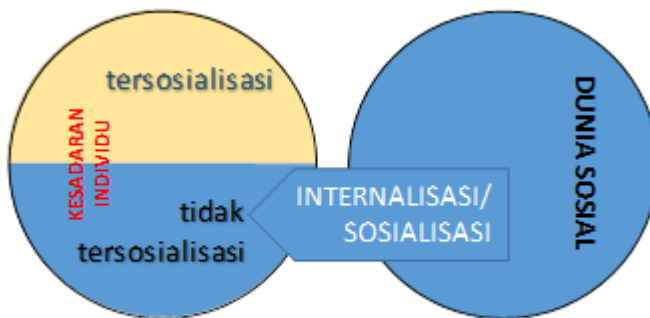 tersosialisasi
KESADARAN
INDIVIDU
tidak
tersosialisasi
INTERNALISASI/
SOSIALISASI
DUNIA SOSIAL